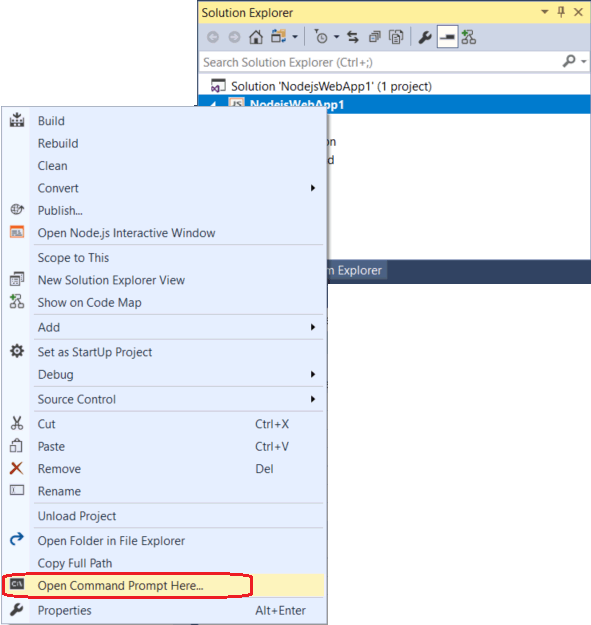 Solution Explorer
Search Solution Explorer (Ctrl+;)
Solution 'NodejsWebApp1' (1 project)
JS NodejsWebApp1
Build
Rebuild
Clean
Convert
Publish...
Open Node.js Interactive Window
Scope to This
New Solution Explorer View
Show on Code Map
Add
Set as StartUp Project
Debug
Source Control
Cut Ctrl+X
Paste Ctrl+V
Remove Del
Rename
Unload Project
Open Folder in File Explorer
Copy Full Path
C:\ Open Command Prompt Here...
Properties Alt+Enter
on
d
m Explorer